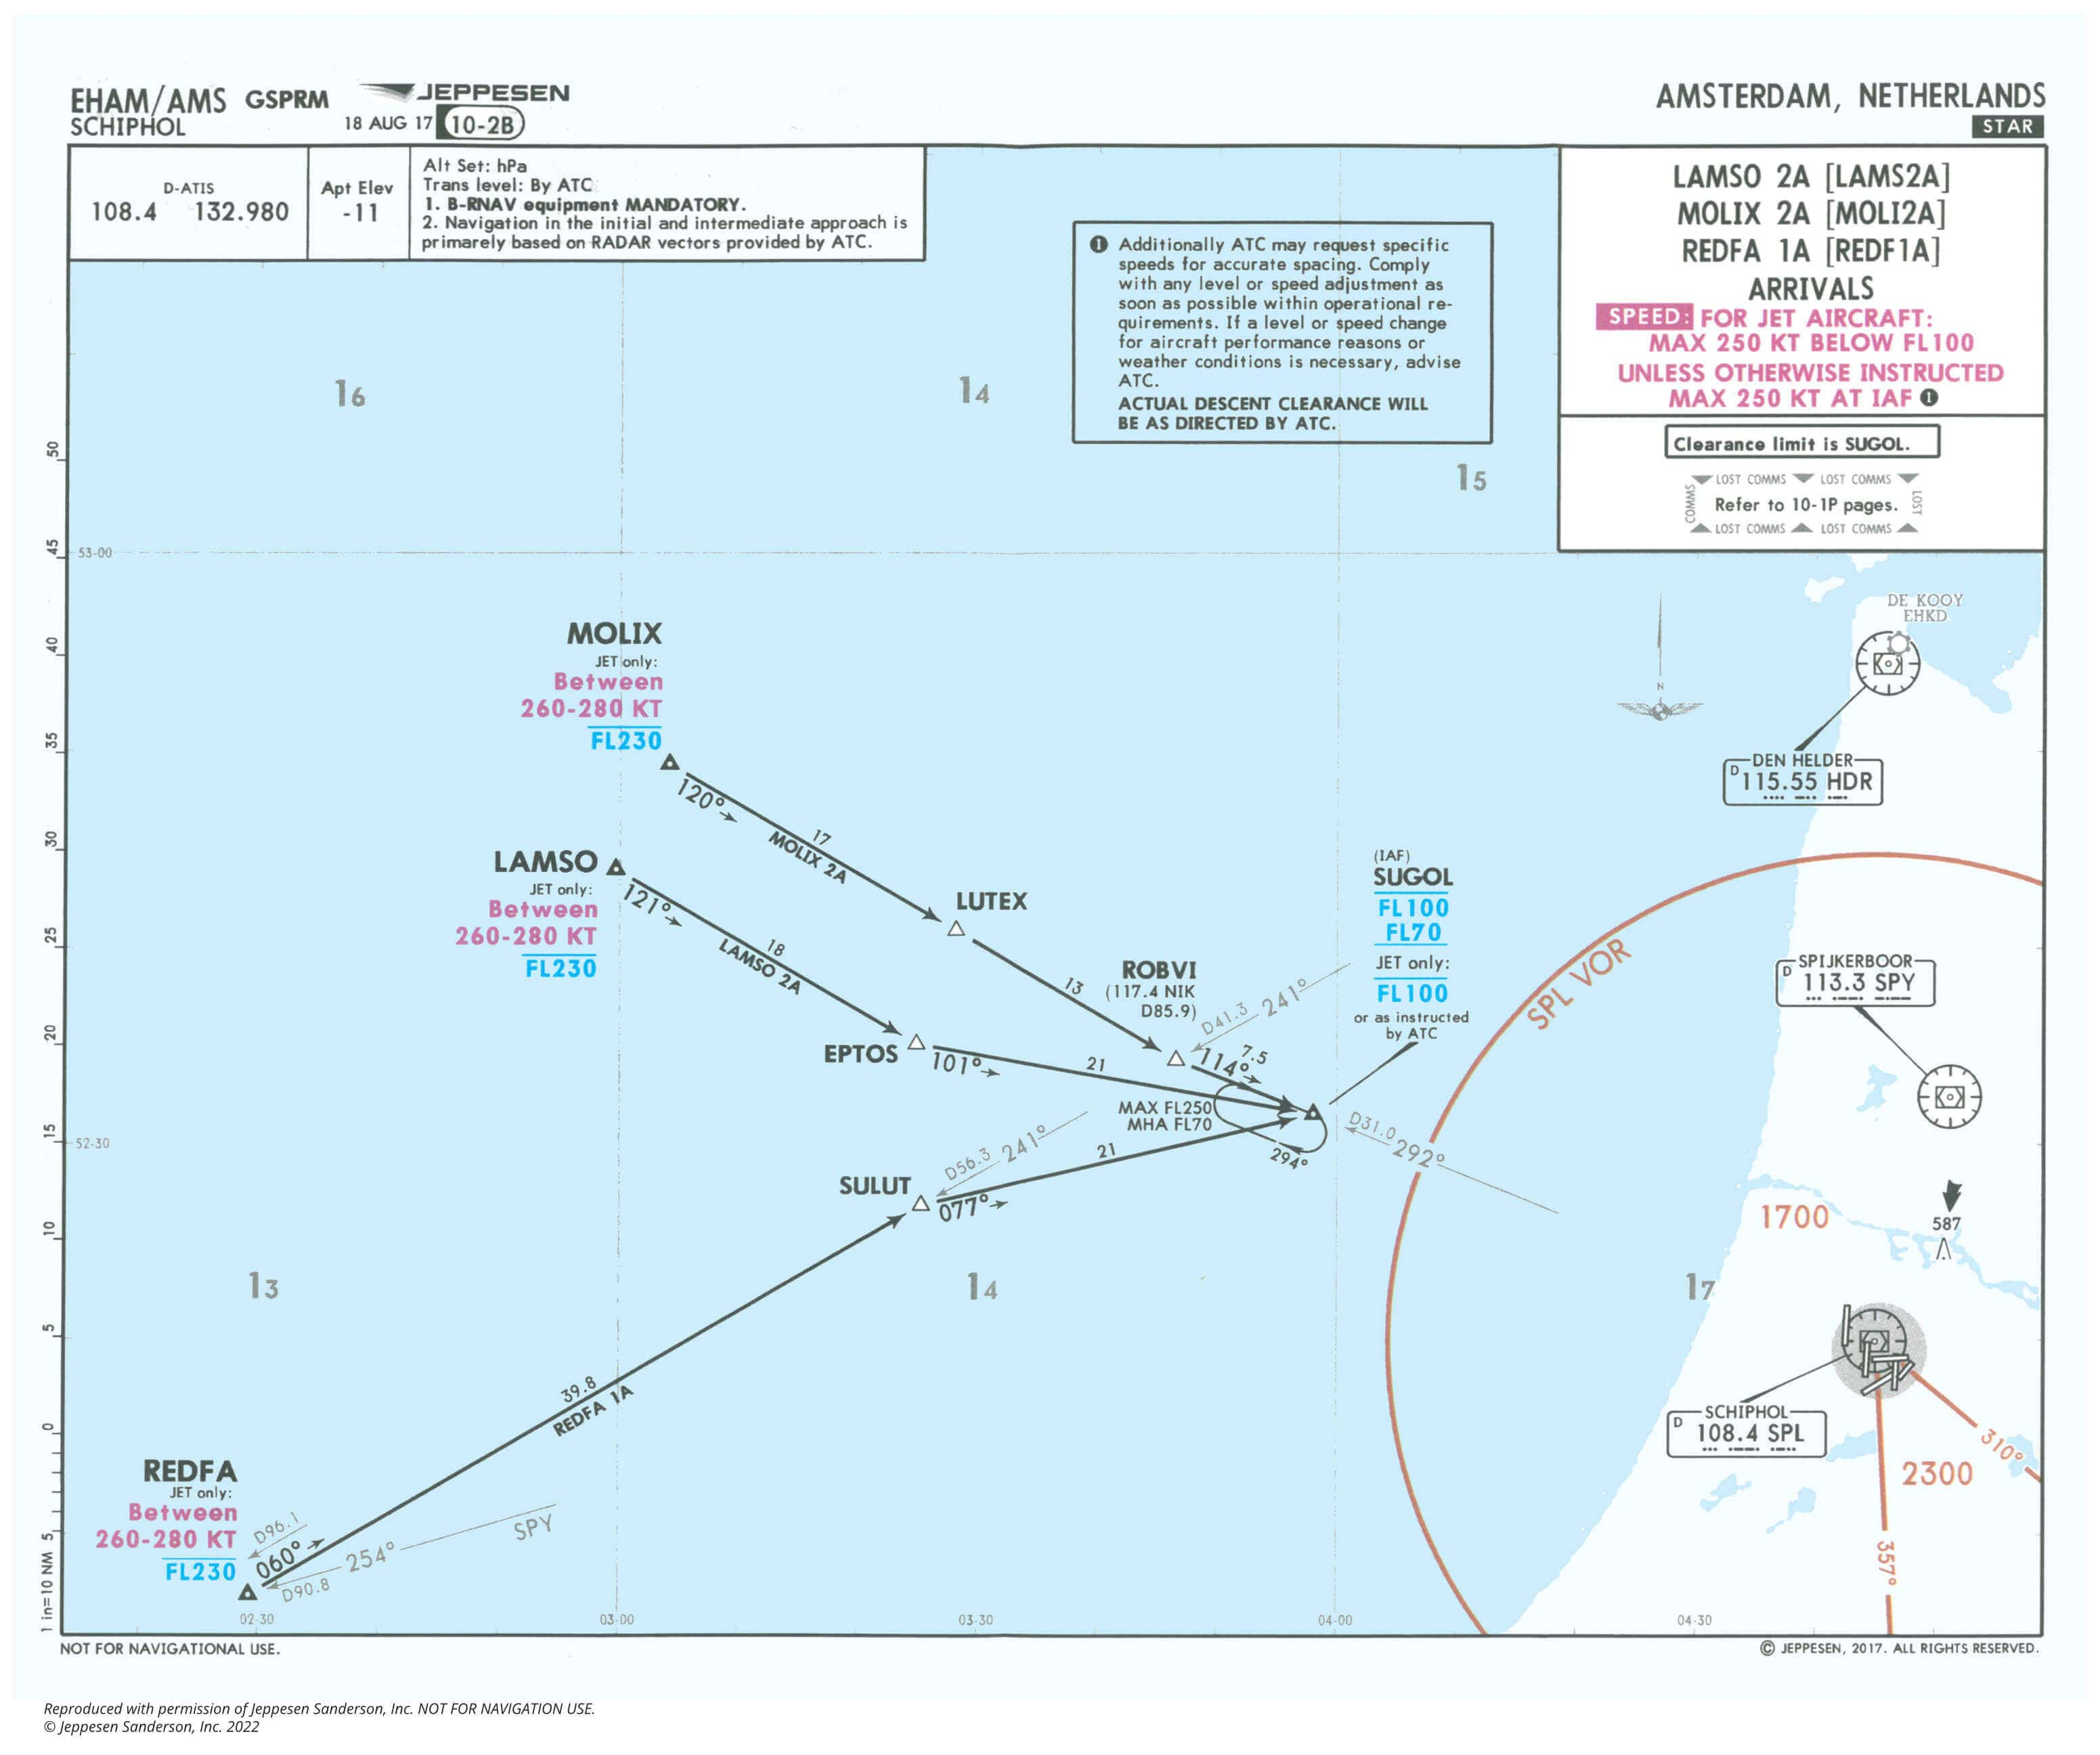 EHAM/AMS GSPRM
SCHIPHOL
JEPPESEN
18 AUG 17 10-2B
AMSTERDAM, NETHERLANDS
STAR
D-ATIS
108.4 132.980
Apt Elev
-11
Alt Set: hPa
Trans level: By ATC
1. B-RNAV equipment MANDATORY.
2. Navigation in the initial and intermediate approach is
primarely based on RADAR vectors provided by ATC.
1 Additionally ATC may request specific
speeds for accurate spacing. Comply
with any level or speed adjustment as
soon as possible within operational re-
quirements. If a level or speed change
for aircraft performance reasons or
weather conditions is necessary, advise
ATC.
ACTUAL DESCENT CLEARANCE WILL
BE AS DIRECTED BY ATC.
LAMSO 2A [LAMS2A]
MOLIX 2A [MOLI2A]
REDFA 1A [REDF1A]
ARRIVALS
SPEED: FOR JET AIRCRAFT:
MAX 250 KT BELOW FL100
UNLESS OTHERWISE INSTRUCTED
MAX 250 KT AT IAF 1
Clearance limit is SUGOL.
LOST COMMS LOST COMMS
COMMS
Refer to 10-1P pages.
LOST
LOST COMMS LOST COMMS
16
14
15
50
45
40
35
30
25
20
15
10
5
0
5
1 in=10 NM
53-00
52-30
MOLIX
JET only:
Between
260-280 KT
FL230
120°
17
MOLIX 2A
LAMSO
JET only:
Between
260-280 KT
FL230
121°
18
LAMSO 2A
LUTEX
13
ROBVI
(117.4 NIK
D85.9)
D41.3 241°
114°
7.5
EPTOS
101°
21
(IAF)
SUGOL
FL100
FL70
JET only:
FL100
or as instructed
by ATC
MAX FL250
MHA FL70
294°
D31.0 292°
D56.3 241°
SULUT
077°
21
SPL VOR
DE KOOY
EHKD
N
DEN HELDER
D 115.55 HDR
SPIJKERBOOR
D 113.3 SPY
1700
587
13
14
17
39.8
REDFA 1A
SCHIPHOL
D 108.4 SPL
310°
2300
357°
REDFA
JET only:
Between
260-280 KT
FL230
D96.1
060°
254°
D90.8
SPY
02-30
03-00
03-30
04-00
04-30
NOT FOR NAVIGATIONAL USE.
© JEPPESEN, 2017. ALL RIGHTS RESERVED.
Reproduced with permission of Jeppesen Sanderson, Inc. NOT FOR NAVIGATION USE.
© Jeppesen Sanderson, Inc. 2022